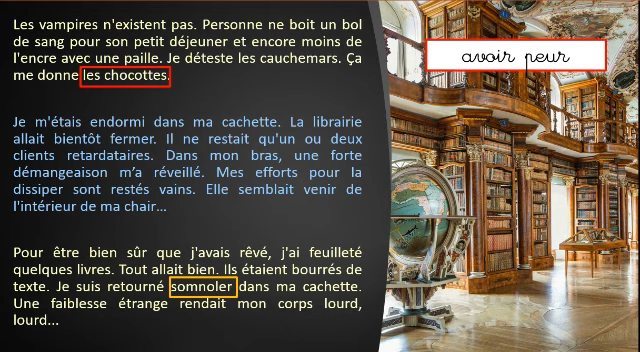 Les vampires n'existent pas. Personne ne boit un bol
de sang pour son petit déjeuner et encore moins de
l'encre avec une paille. Je déteste les cauchemars. Ça
me donne les chocottes.
Je m'étais endormi dans ma cachette. La librairie
allait bientôt fermer. Il ne restait qu'un ou deux
clients retardataires. Dans mon bras, une forte
démangeaison m'a réveillé. Mes efforts pour la
dissiper sont restés vains. Elle semblait venir de
l'intérieur de ma chair...
Pour être bien sûr que j'avais rêvé, j'ai feuilleté
quelques livres. Tout allait bien. Ils étaient bourrés de
texte. Je suis retourné somnoler dans ma cachette.
Une faiblesse étrange rendait mon corps lourd,
lourd...
avoir peur